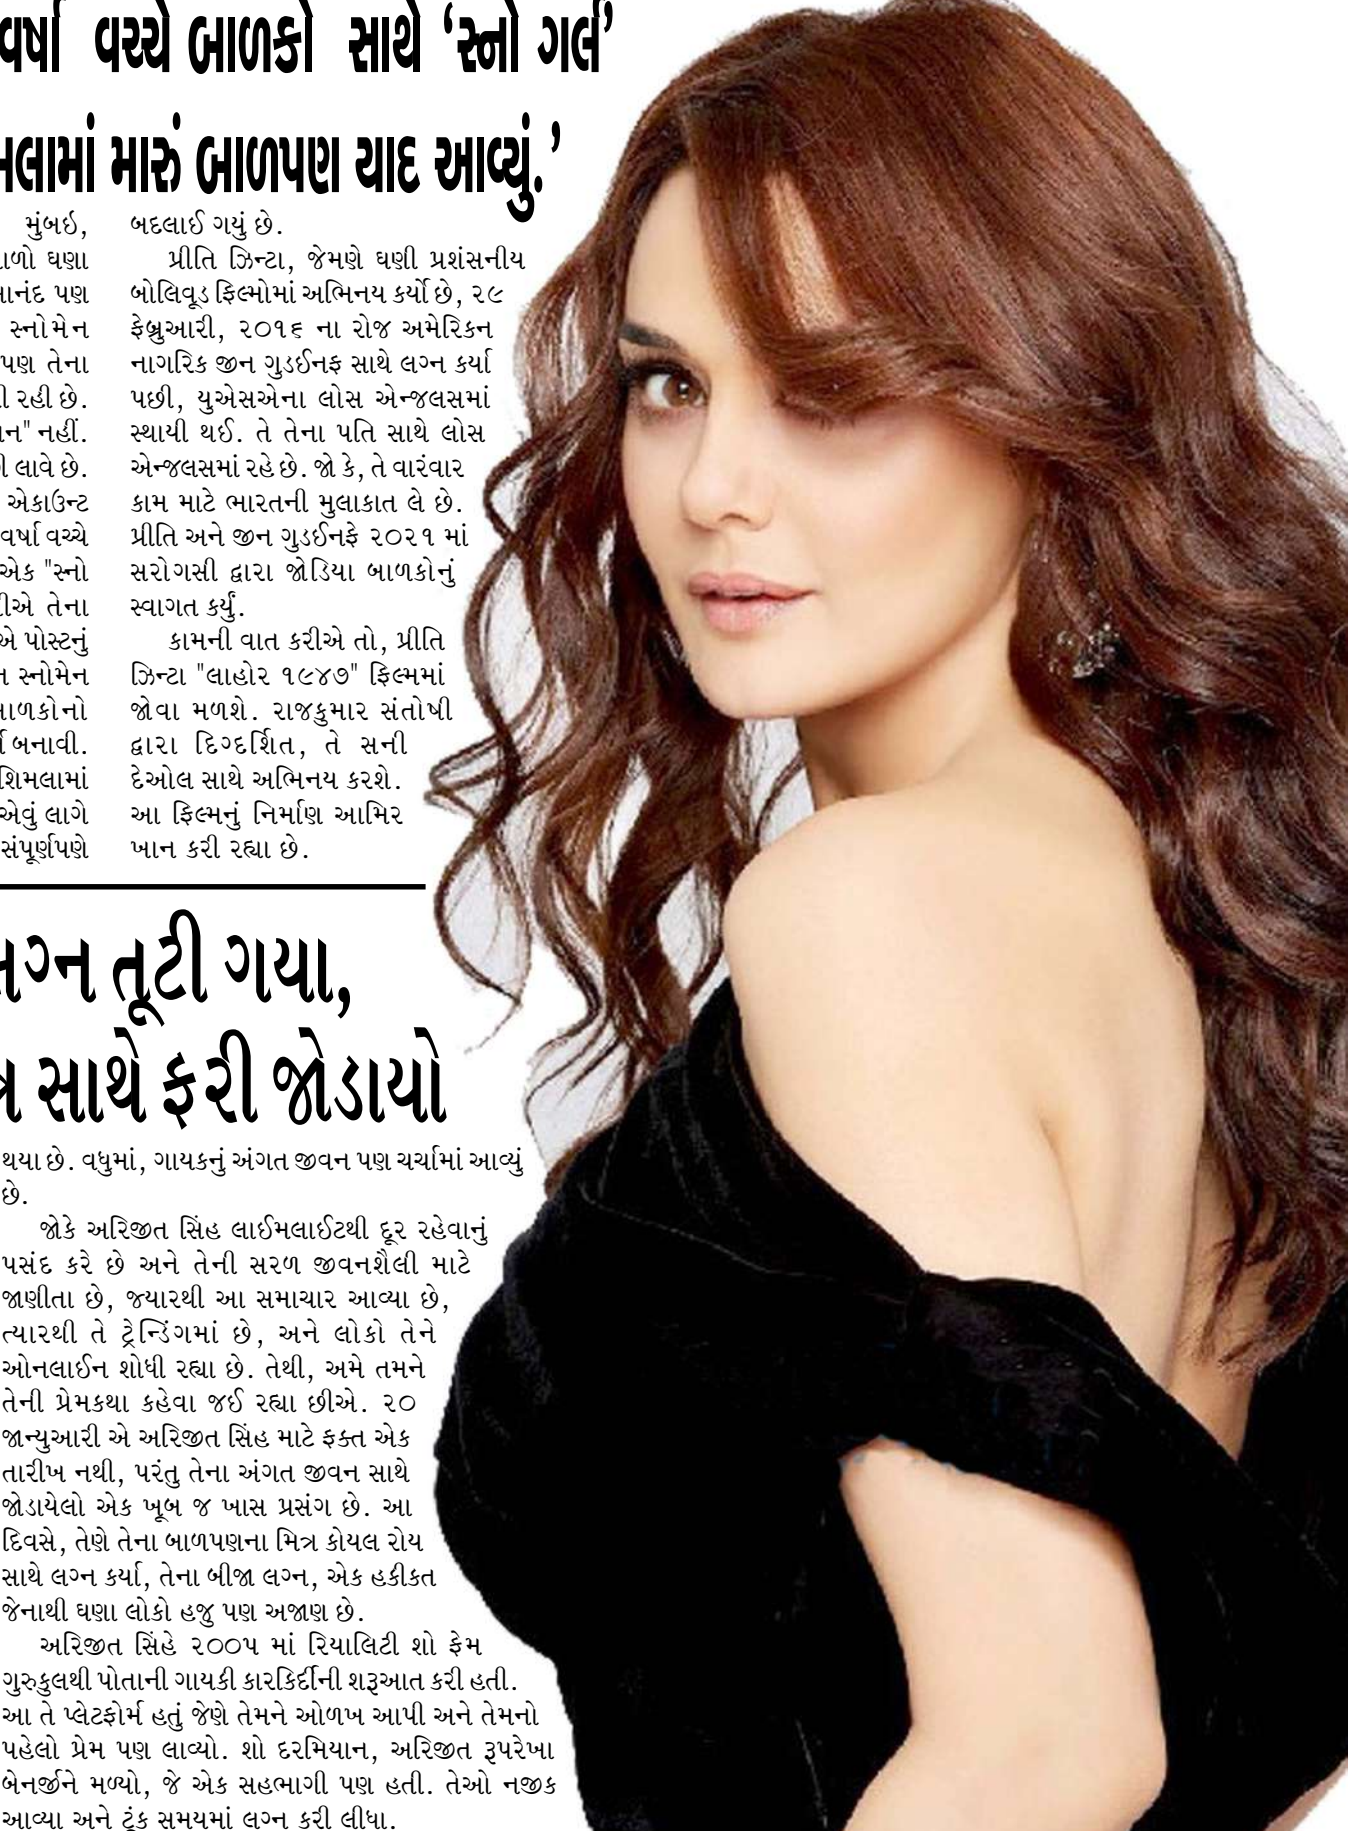 વર્ષા વચ્ચે બાળકો સાથે ‘સ્નો ગર્લ’
મારું બાળપણ યાદ આવ્યું.’
મુંબઇ,
ઘણા
પણ
સ્નોમેન
પણ તેના
રહી છે.
નહીં.
લાવે છે.
એકાઉન્ટ
વર્ષા વચ્ચે
એક "સ્નો
તેના
એ પોસ્ટનું
સ્નોમેન
બાળકોનો
બનાવી.
શિમલામાં
એવું લાગે
સંપૂર્ણપણે
બદલાઈ ગયું છે.
પ્રીતિ ઝિન્ટા, જેમણે ઘણી પ્રશંસનીય
બોલિવૂડ ફિલ્મોમાં અભિનય કર્યો છે, ૨૯
ફેબ્રુઆરી, ૨૦૧૬ ના રોજ અમેરિકન
નાગરિક જીન ગુડઈનફ સાથે લગ્ન કર્યા
પછી, યુએસએના લોસ એન્જલસમાં
સ્થાયી થઈ. તે તેના પતિ સાથે લોસ
એન્જલસમાં રહે છે. જો કે, તે વારંવાર
કામ માટે ભારતની મુલાકાત લે છે.
પ્રીતિ અને જીન ગુડઈનફે ૨૦૨૧ માં
સરોગસી દ્વારા જોડિયા બાળકોનું
સ્વાગત કર્યું.
કામની વાત કરીએ તો, પ્રીતિ
ઝિન્ટા "લાહોર ૧૯૪૭" ફિલ્મમાં
જોવા મળશે. રાજકુમાર સંતોષી
દ્વારા દિગ્દર્શિત, તે સની
દેઓલ સાથે અભિનય કરશે.
આ ફિલ્મનું નિર્માણ આમિર
ખાન કરી રહ્યા છે.
લગ્ન તૂટી ગયા,
સાથે ફરી જોડાયો
થયા છે. વધુમાં, ગાયકનું અંગત જીવન પણ ચર્ચામાં આવ્યું
છે.
જોકે અરિજીત સિંહ લાઈમલાઈટથી દૂર રહેવાનું
પસંદ કરે છે અને તેની સરળ જીવનશૈલી માટે
જાણીતા છે, જ્યારથી આ સમાચાર આવ્યા છે,
ત્યારથી તે ટ્રેન્ડિંગમાં છે, અને લોકો તેને
ઓનલાઈન શોધી રહ્યા છે. તેથી, અમે તમને
તેની પ્રેમકથા કહેવા જઈ રહ્યા છીએ. ૨૦
જાન્યુઆરી એ અરિજીત સિંહ માટે ફક્ત એક
તારીખ નથી, પરંતુ તેના અંગત જીવન સાથે
જોડાયેલો એક ખૂબ જ ખાસ પ્રસંગ છે. આ
દિવસે, તેણે તેના બાળપણના મિત્ર કોયલ રોય
સાથે લગ્ન કર્યા, તેના બીજા લગ્ન, એક હકીકત
જેનાથી ઘણા લોકો હજુ પણ અજાણ છે.
અરિજીત સિંહે ૨૦૦૫ માં રિયાલિટી શો ફેમ
ગુરુકુલથી પોતાની ગાયકી કારકિર્દીની શરૂઆત કરી હતી.
આ તે પ્લેટફોર્મ હતું જેણે તેમને ઓળખ આપી અને તેમનો
પહેલો પ્રેમ પણ લાવ્યો. શો દરમિયાન, અરિજીત રૂપરેખા
બેનર્જીને મળ્યો, જે એક સહભાગી પણ હતી. તેઓ નજીક
આવ્યા અને ટૂંક સમયમાં લગ્ન કરી લીધા.